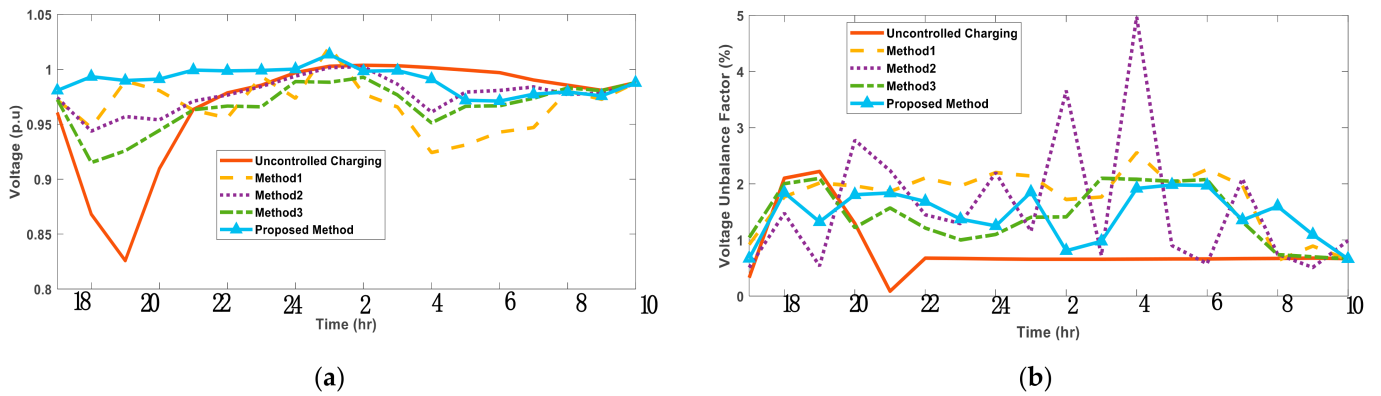 1.05
1
0.95
0.9
0.85
0.8
Voltage (p.u)
Uncontrolled Charging
Method1
Method2
Method3
Proposed Method
18 20 22 24 2 4 6 8 10
Time (hr)
(a)
5
4
3
2
1
0
Voltage Unbalance Factor (%)
Uncontrolled Charging
Method1
Method2
Method3
Proposed Method
18 20 22 24 2 4 6 8 10
Time (hr)
(b)